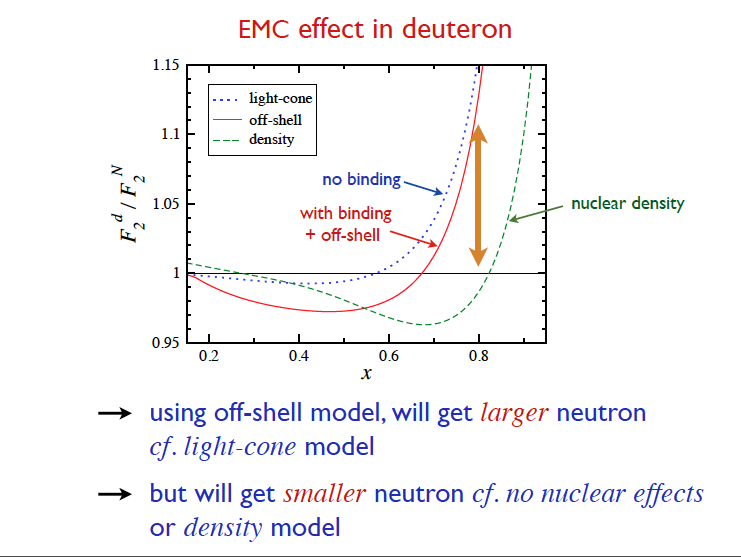 EMC effect in deuteron
1.15
1.1
1.05
1
0.95
F₂ᵈ / F₂ᴺ
light-cone
off-shell
density
no binding
with binding
+ off-shell
nuclear density
0.2 0.4 0.6 0.8
x
→ using off-shell model, will get larger neutron
cf. light-cone model
→ but will get smaller neutron cf. no nuclear effects
or density model